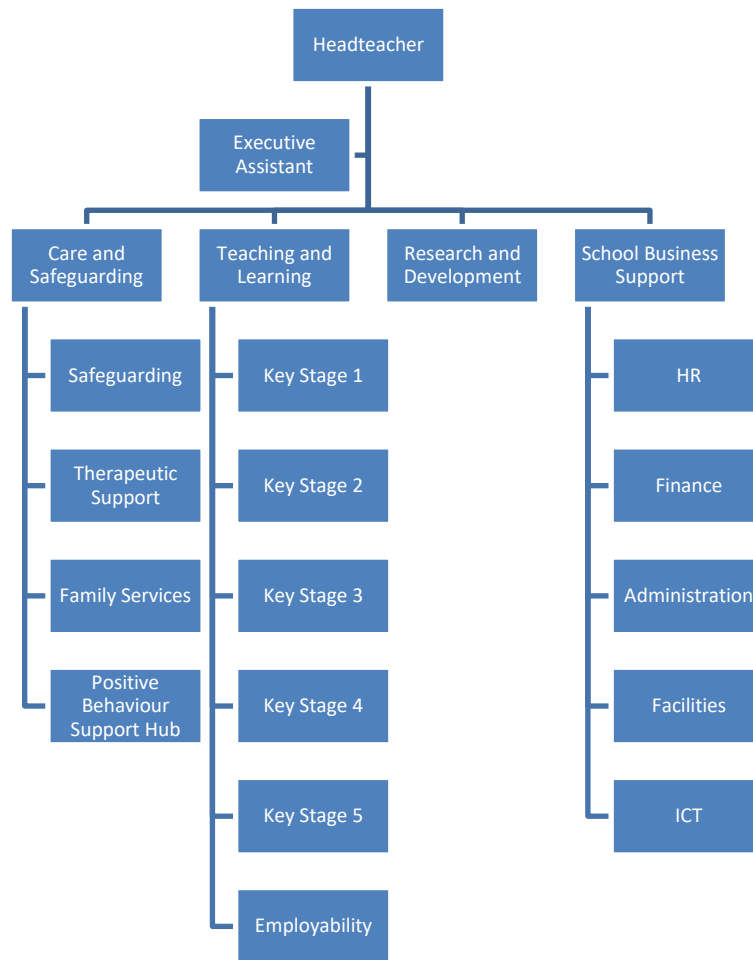 Headteacher
Executive
Assistant
Care and
Safeguarding
Teaching and
Learning
Research and
Development
School Business
Support
Safeguarding
Therapeutic
Support
Family Services
Positive
Behaviour
Support Hub
Key Stage 1
Key Stage 2
Key Stage 3
Key Stage 4
Key Stage 5
Employability
HR
Finance
Administration
Facilities
ICT